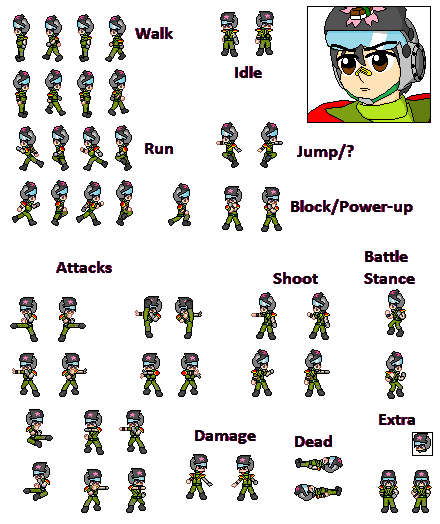 Walk
Idle
Run
Jump/?
Block/Power-up
Attacks
Shoot
Battle
Stance
Damage
Dead
Extra